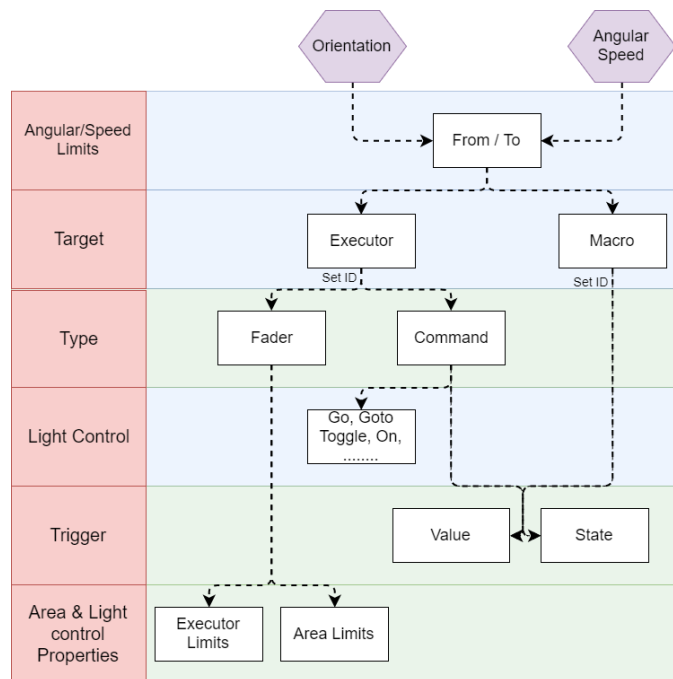 Orientation
Angular
Speed
Angular/Speed
Limits
From / To
Target
Executor
Macro
Set ID
Set ID
Type
Fader
Command
Light Control
Go, Goto
Toggle, On,
........
Trigger
Value
State
Area & Light
control
Properties
Executor
Limits
Area Limits